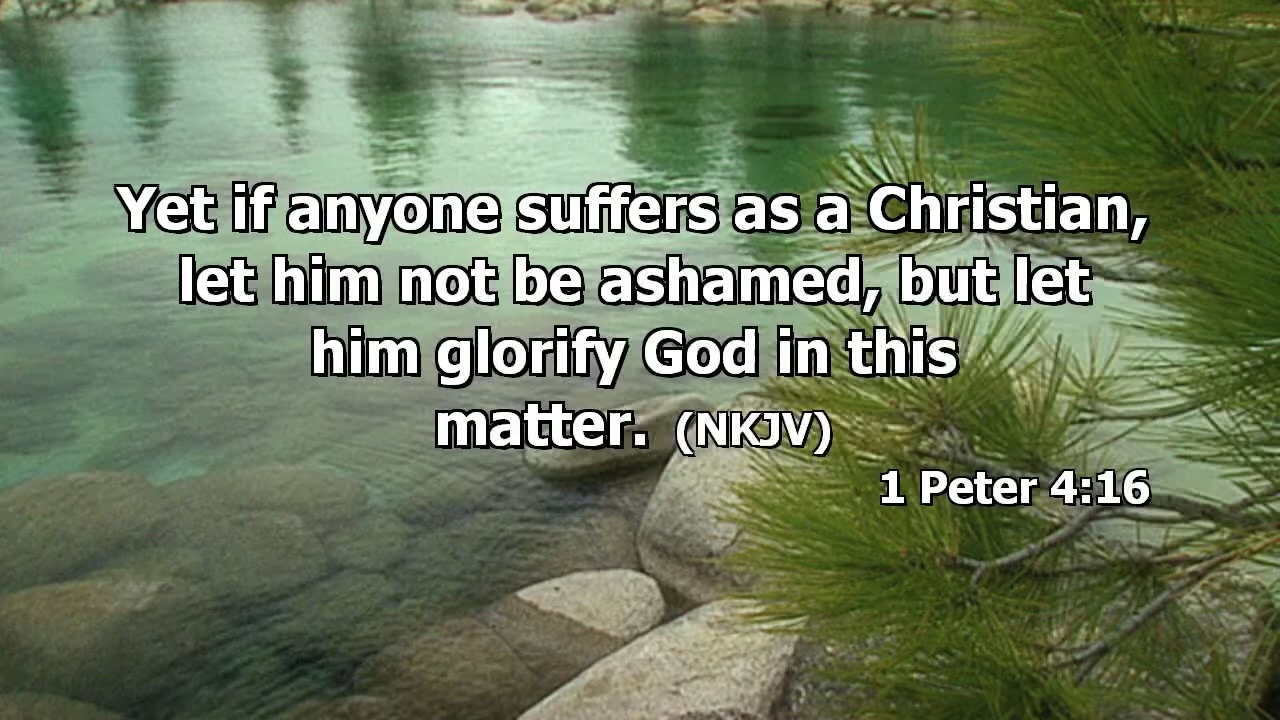 Yet if anyone suffers as a Christian,
let him not be ashamed, but let
him glorify God in this
matter. (NKJV)
1 Peter 4:16